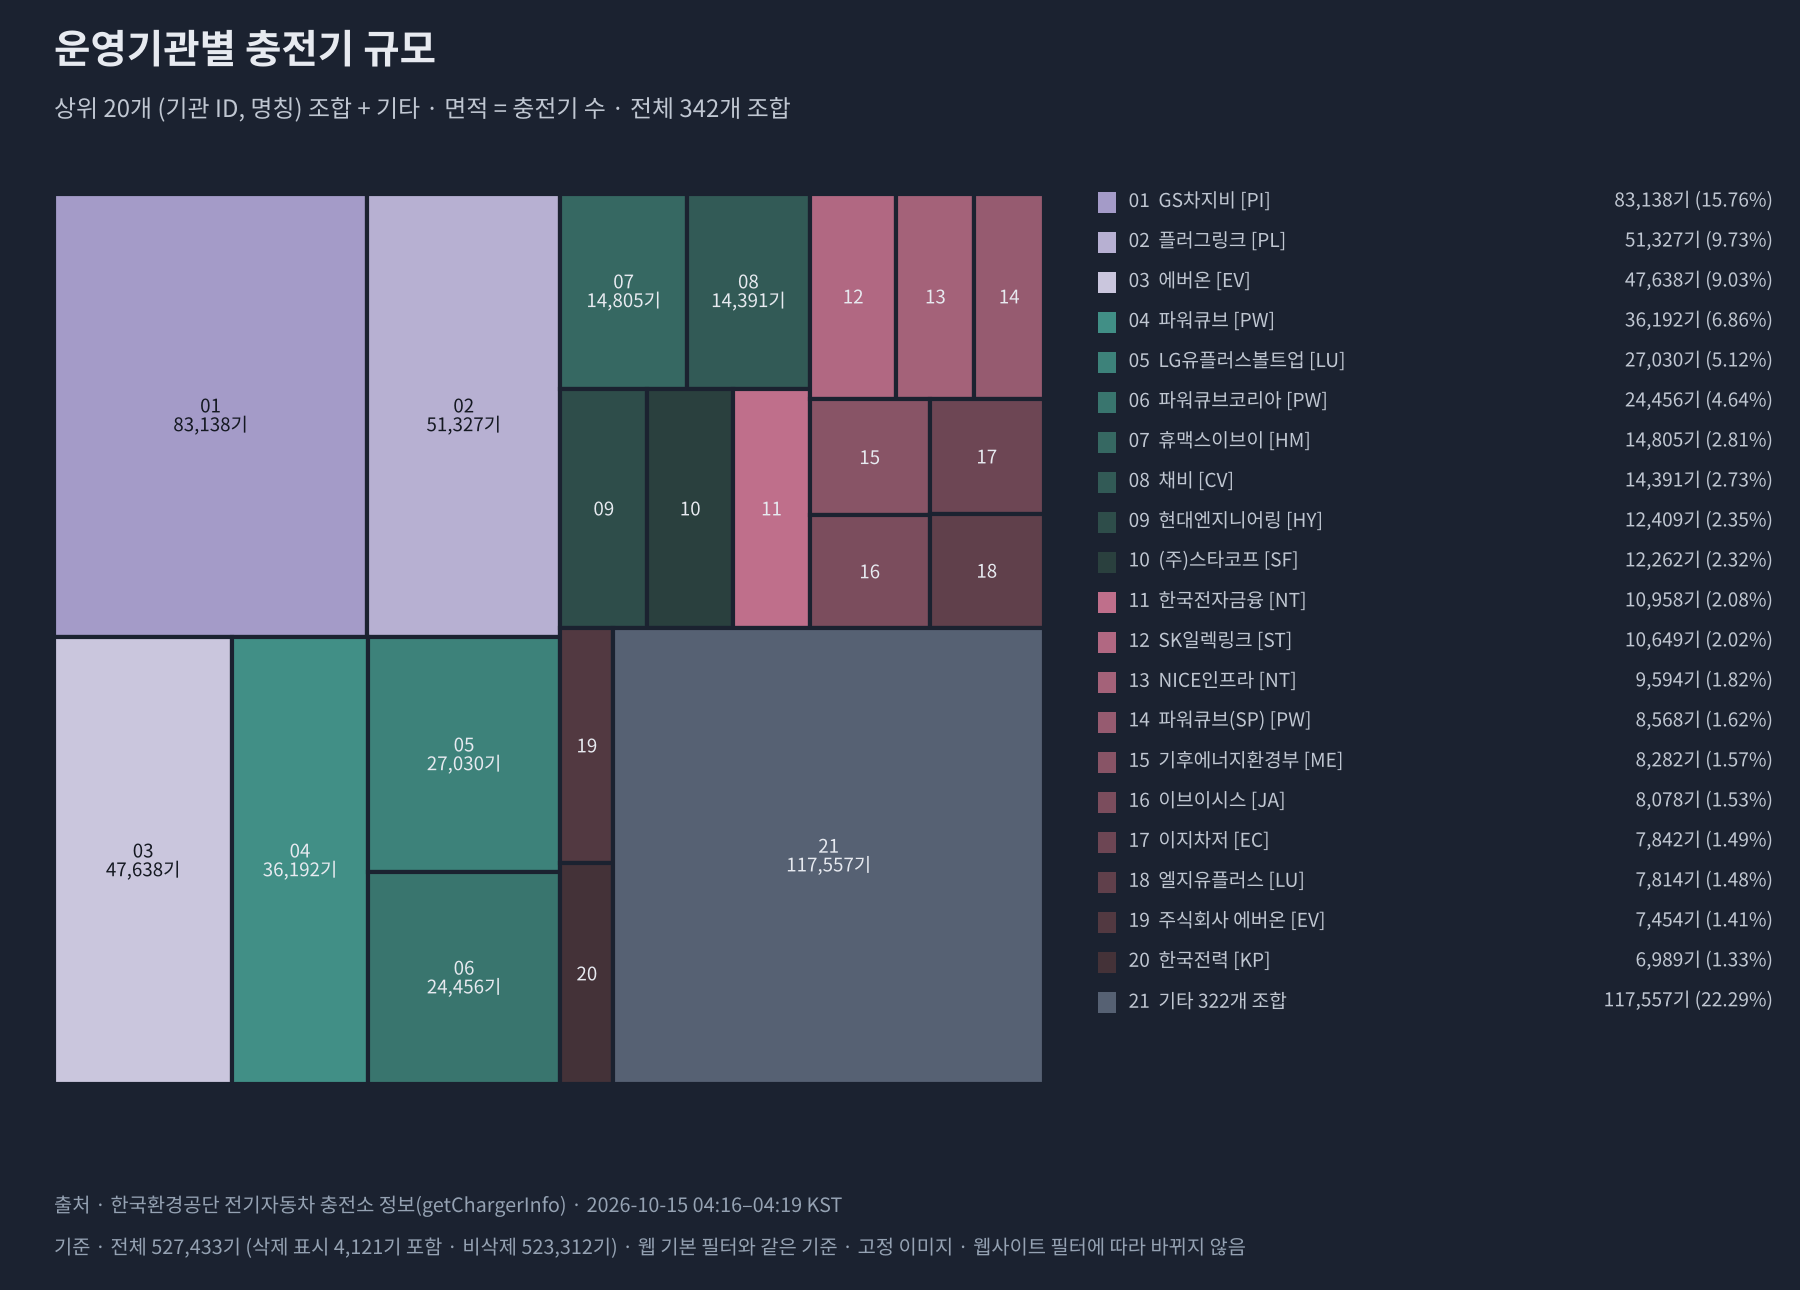 운영기관별 충전기 규모
상위 20개 (기관 ID, 명칭) 조합 + 기타 · 면적 = 충전기 수 · 전체 342개 조합
01
83,138기
02
51,327기
03
47,638기
04
36,192기
05
27,030기
06
24,456기
07
14,805기
08
14,391기
09
10
11
12
13
14
15
16
17
18
19
20
21
117,557기
01 GS차지비 [PI] 83,138기 (15.76%)
02 플러그링크 [PL] 51,327기 (9.73%)
03 에버온 [EV] 47,638기 (9.03%)
04 파워큐브 [PW] 36,192기 (6.86%)
05 LG유플러스볼트업 [LU] 27,030기 (5.12%)
06 파워큐브코리아 [PW] 24,456기 (4.64%)
07 휴맥스이브이 [HM] 14,805기 (2.81%)
08 채비 [CV] 14,391기 (2.73%)
09 현대엔지니어링 [HY] 12,409기 (2.35%)
10 (주)스타코프 [SF] 12,262기 (2.32%)
11 한국전자금융 [NT] 10,958기 (2.08%)
12 SK일렉링크 [ST] 10,649기 (2.02%)
13 NICE인프라 [NT] 9,594기 (1.82%)
14 파워큐브(SP) [PW] 8,568기 (1.62%)
15 기후에너지환경부 [ME] 8,282기 (1.57%)
16 이브이시스 [JA] 8,078기 (1.53%)
17 이지차저 [EC] 7,842기 (1.49%)
18 엘지유플러스 [LU] 7,814기 (1.48%)
19 주식회사 에버온 [EV] 7,454기 (1.41%)
20 한국전력 [KP] 6,989기 (1.33%)
21 기타 322개 조합 117,557기 (22.29%)
출처 · 한국환경공단 전기자동차 충전소 정보(getChargerInfo) · 2026-10-15 04:16–04:19 KST
기준 · 전체 527,433기 (삭제 표시 4,121기 포함 · 비삭제 523,312기) · 웹 기본 필터와 같은 기준 · 고정 이미지 · 웹사이트 필터에 따라 바뀌지 않음